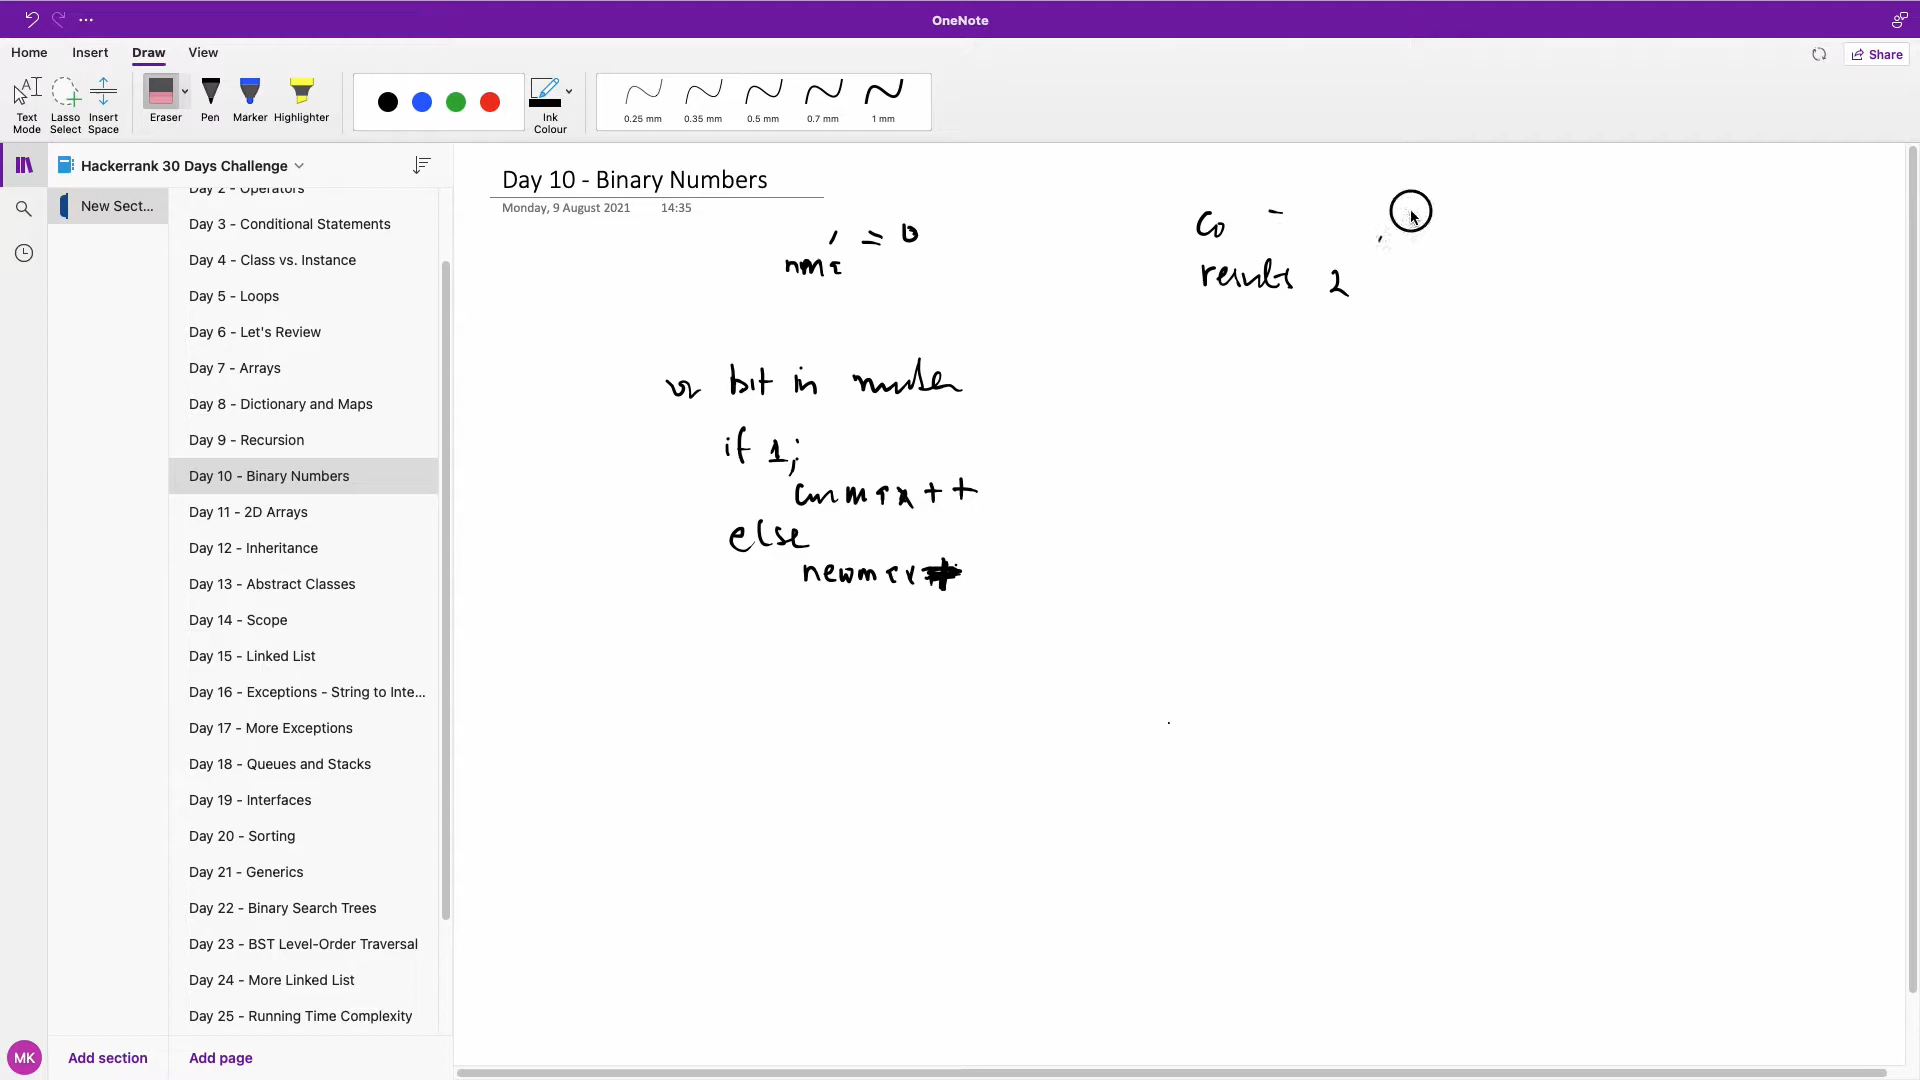 OneNote
Home Insert Draw View
Share
Text Mode
Lasso Select
Insert Space
Eraser
Pen
Marker
Highlighter
Ink Colour
0.25 mm 0.35 mm 0.5 mm 0.7 mm 1 mm
Hackerrank 30 Days Challenge
New Sect...
Day 2 - Operators
Day 3 - Conditional Statements
Day 4 - Class vs. Instance
Day 5 - Loops
Day 6 - Let's Review
Day 7 - Arrays
Day 8 - Dictionary and Maps
Day 9 - Recursion
Day 10 - Binary Numbers
Day 11 - 2D Arrays
Day 12 - Inheritance
Day 13 - Abstract Classes
Day 14 - Scope
Day 15 - Linked List
Day 16 - Exceptions - String to Inte...
Day 17 - More Exceptions
Day 18 - Queues and Stacks
Day 19 - Interfaces
Day 20 - Sorting
Day 21 - Generics
Day 22 - Binary Search Trees
Day 23 - BST Level-Order Traversal
Day 24 - More Linked List
Day 25 - Running Time Complexity
MK
Add section
Add page
Day 10 - Binary Numbers
Monday, 9 August 2021 14:35
= 0
results 2
bit in number
if 1;
curmax ++
else
newmax